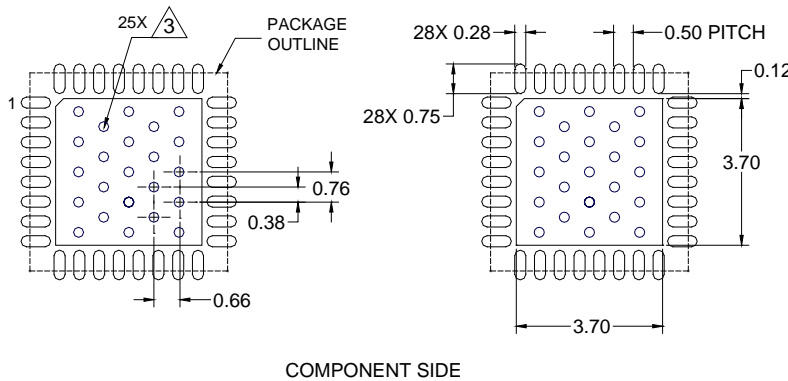 25X 3
PACKAGE
OUTLINE
1
0.76
0.38
0.66
28X 0.28
0.50 PITCH
0.12
28X 0.75
3.70
3.70
COMPONENT SIDE